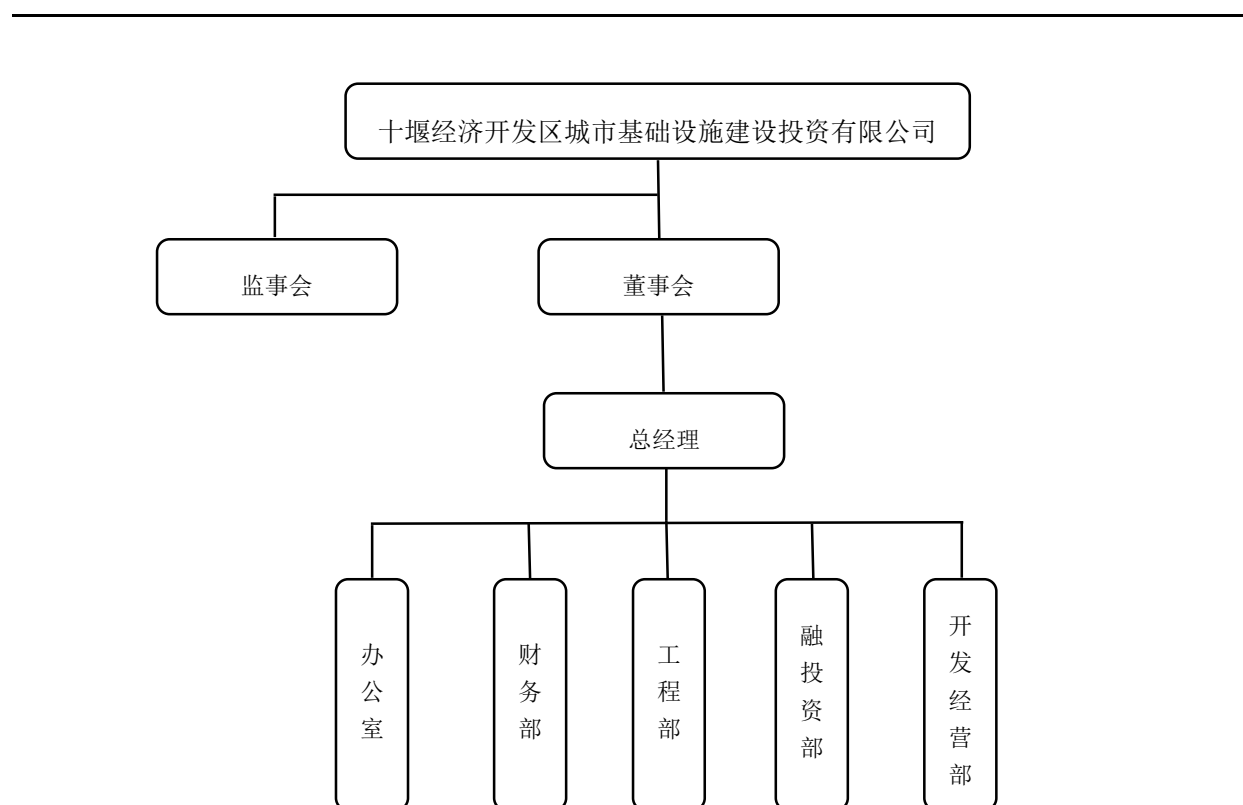 十堰经济开发区城市基础设施建设投资有限公司
监事会
董事会
总经理
办公室
财务部
工程部
融投资部
开发经营部